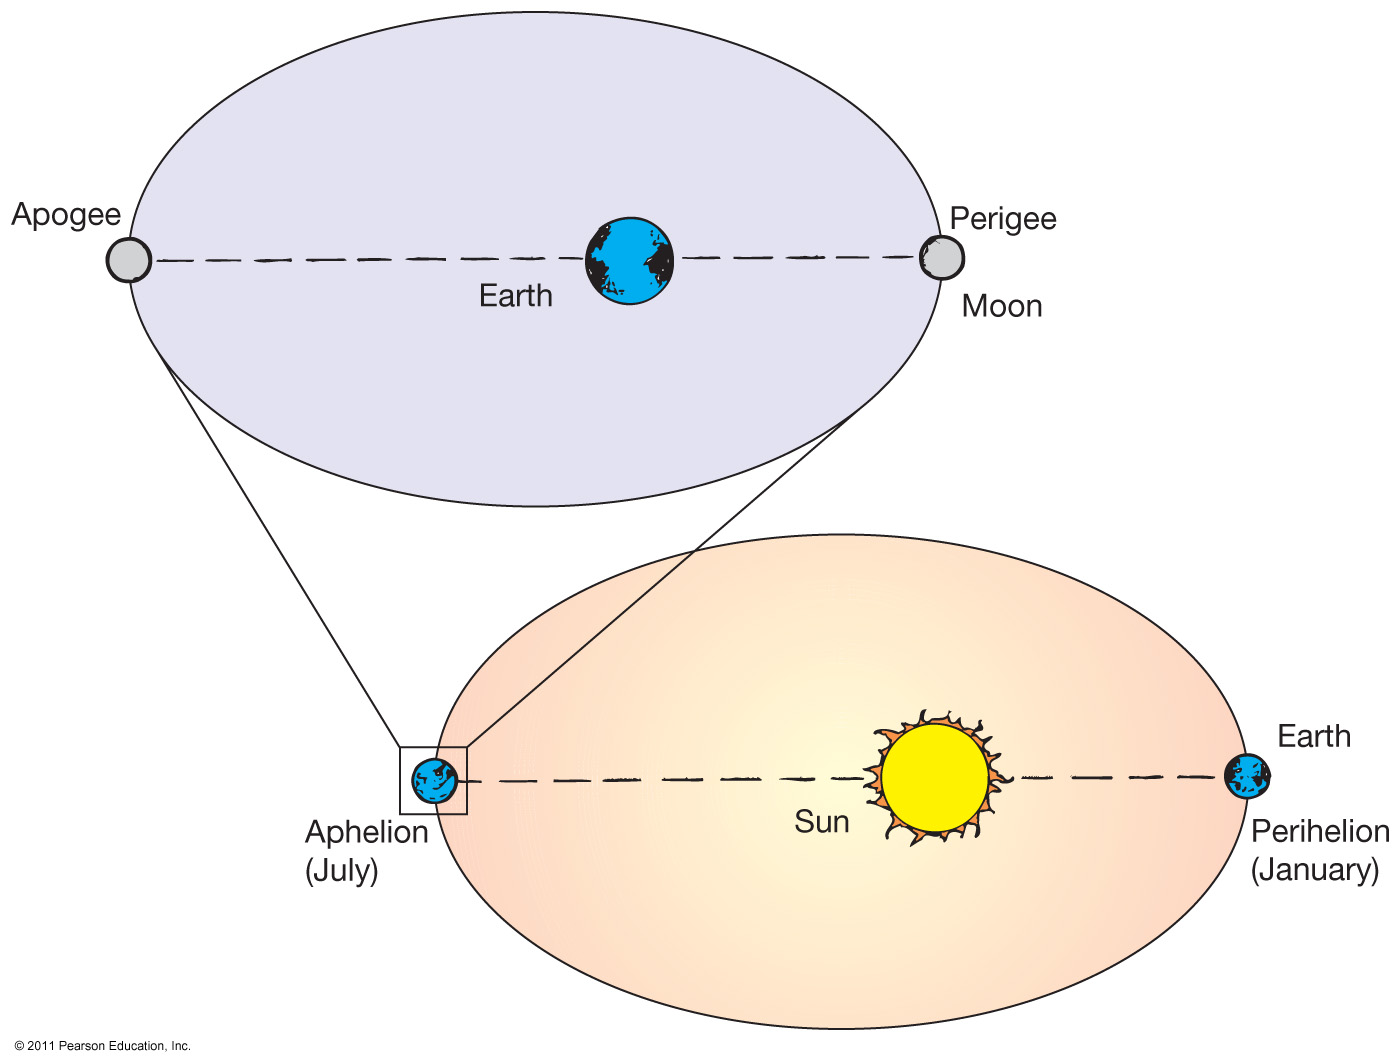 Apogee
Perigee
Earth
Moon
Earth
Sun
Aphelion
(July)
Perihelion
(January)
© 2011 Pearson Education, Inc.